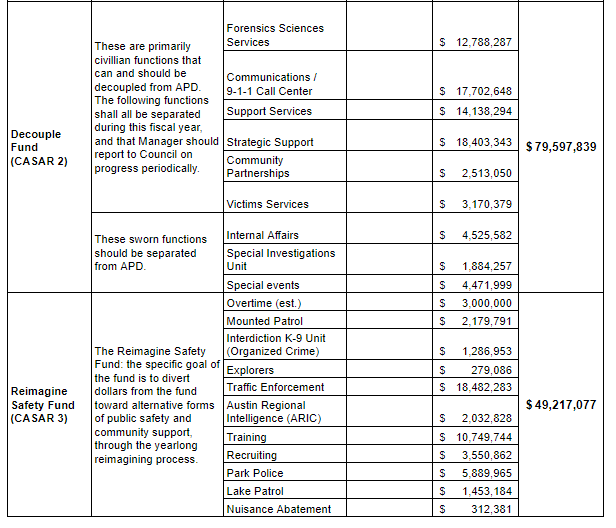 Decouple
Fund
(CASAR 2)
These are primarily
civillian functions that
can and should be
decoupled from APD.
The following functions
shall all be separated
during this fiscal year,
and that Manager should
report to Council on
progress periodically.
Forensics Sciences
Services
$ 12,788,287
Communications /
9-1-1 Call Center
$ 17,702,648
Support Services
$ 14,138,294
Strategic Support
$ 18,403,343
Community
Partnerships
$ 2,513,050
Victims Services
$ 3,170,379
$ 79,597,839
These sworn functions
should be separated
from APD.
Internal Affairs
$ 4,525,582
Special Investigations
Unit
$ 1,884,257
Special events
$ 4,471,999
Reimagine
Safety Fund
(CASAR 3)
The Reimagine Safety
Fund: the specific goal of
the fund is to divert
dollars from the fund
toward alternative forms
of public safety and
community support,
through the yearlong
reimagining process.
Overtime (est.)
$ 3,000,000
Mounted Patrol
$ 2,179,791
Interdiction K-9 Unit
(Organized Crime)
$ 1,286,953
Explorers
$ 279,086
Traffic Enforcement
$ 18,482,283
Austin Regional
Intelligence (ARIC)
$ 2,032,828
Training
$ 10,749,744
Recruiting
$ 3,550,862
Park Police
$ 5,889,965
Lake Patrol
$ 1,453,184
Nuisance Abatement
$ 312,381
$ 49,217,077